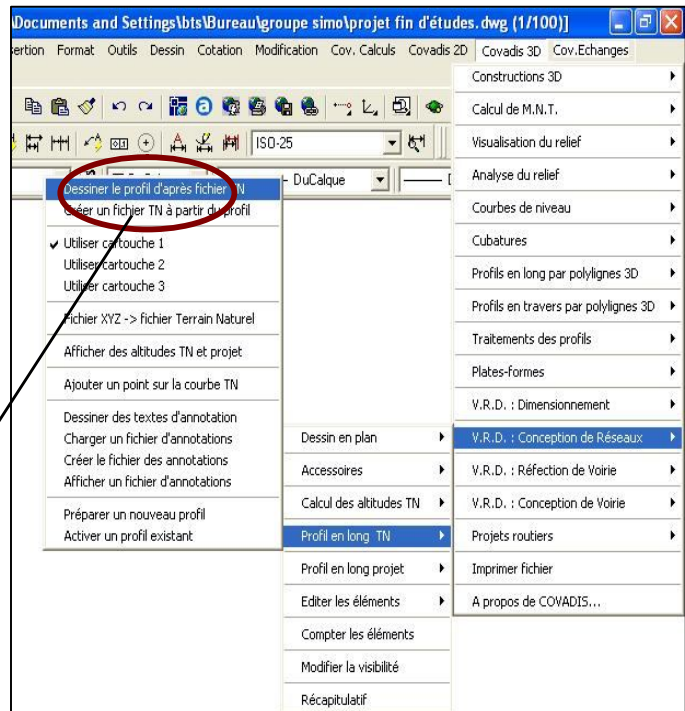 \Documents and Settings\bts\Bureau\groupe simo\projet fin d'études.dwg (1/100)]
ertion Format Outils Dessin Cotation Modification Cov. Calculs Covadis 2D Covadis 3D Cov.Echanges
ISO-25
DuCalque
Dessiner le profil d'après fichier TN
Créer un fichier TN à partir du profil
Utiliser cartouche 1
Utiliser cartouche 2
Utiliser cartouche 3
Fichier XYZ -> fichier Terrain Naturel
Afficher des altitudes TN et projet
Ajouter un point sur la courbe TN
Dessiner des textes d'annotation
Charger un fichier d'annotations
Créer le fichier des annotations
Afficher un fichier d'annotations
Préparer un nouveau profil
Activer un profil existant
Dessin en plan
Accessoires
Calcul des altitudes TN
Profil en long TN
Profil en long projet
Editer les éléments
Compter les éléments
Modifier la visibilité
Récapitulatif
Constructions 3D
Calcul de M.N.T.
Visualisation du relief
Analyse du relief
Courbes de niveau
Cubatures
Profils en long par polylignes 3D
Profils en travers par polylignes 3D
Traitements des profils
Plates-formes
V.R.D. : Dimensionnement
V.R.D. : Conception de Réseaux
V.R.D. : Réfection de Voirie
V.R.D. : Conception de Voirie
Projets routiers
Imprimer fichier
A propos de COVADIS...